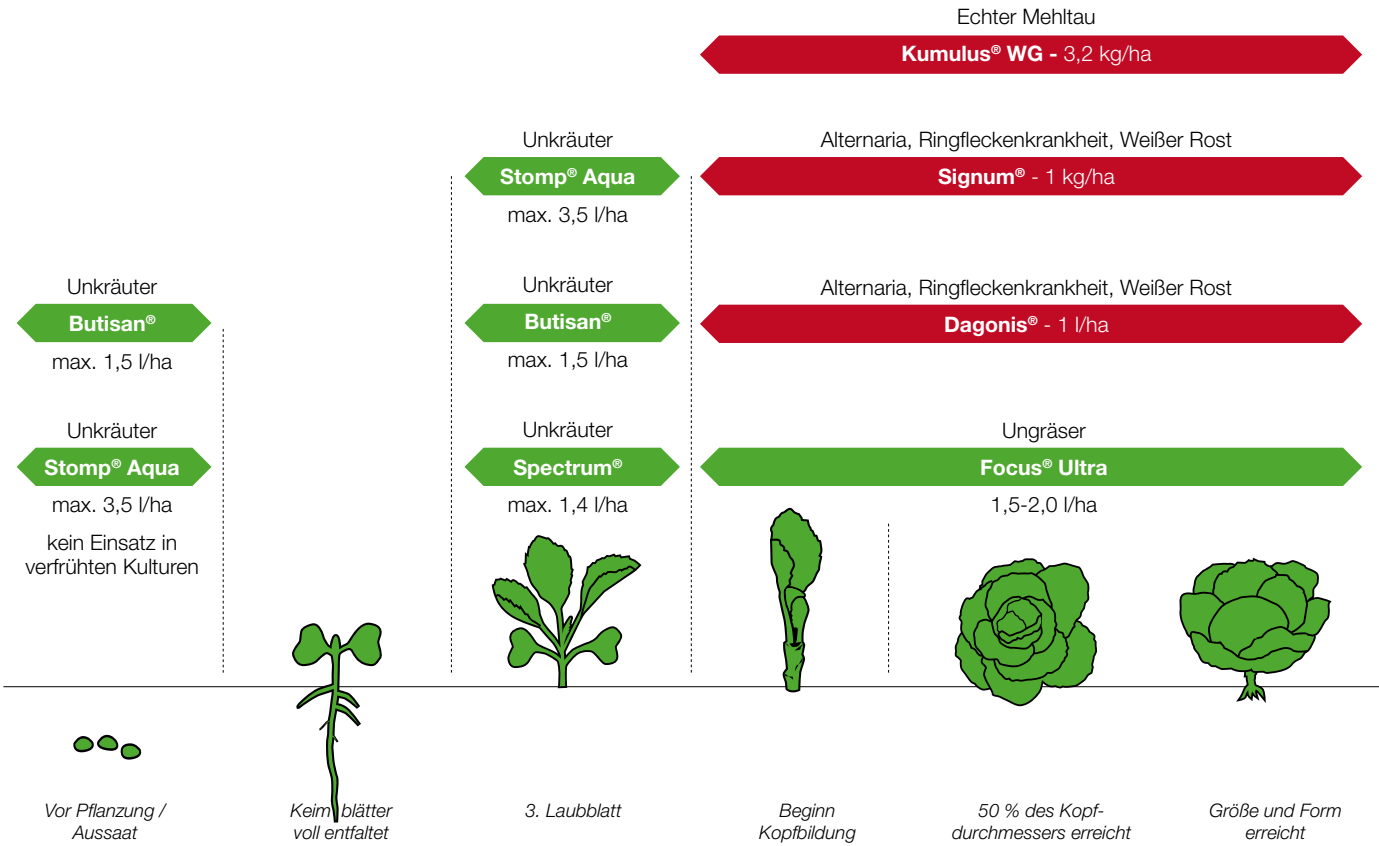 Echter Mehltau
Kumulus® WG - 3,2 kg/ha
Unkräuter
Stomp® Aqua
max. 3,5 l/ha
Alternaria, Ringfleckenkrankheit, Weißer Rost
Signum® - 1 kg/ha
Unkräuter
Butisan®
max. 1,5 l/ha
Unkräuter
Butisan®
max. 1,5 l/ha
Alternaria, Ringfleckenkrankheit, Weißer Rost
Dagonis® - 1 l/ha
Unkräuter
Stomp® Aqua
max. 3,5 l/ha
kein Einsatz in
verfrühten Kulturen
Unkräuter
Spectrum®
max. 1,4 l/ha
Ungräser
Focus® Ultra
1,5-2,0 l/ha
Vor Pflanzung /
Aussaat
Keimblätter
voll entfaltet
3. Laubblatt
Beginn
Kopfbildung
50 % des Kopf-
durchmessers erreicht
Größe und Form
erreicht